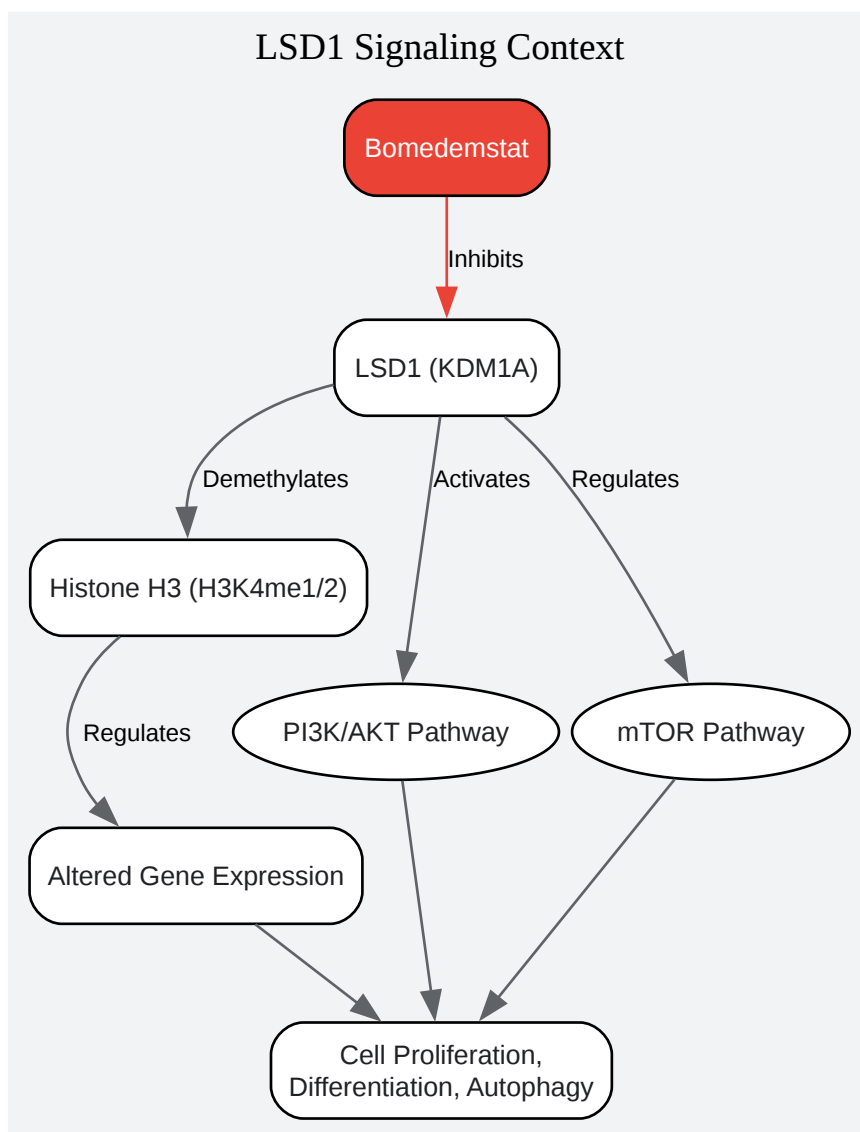 LSD1 Signaling Context
Bomedemstat
Inhibits
LSD1 (KDM1A)
Demethylates
Activates
Regulates
Histone H3 (H3K4me1/2)
Regulates
PI3K/AKT Pathway
mTOR Pathway
Altered Gene Expression
Cell Proliferation,
Differentiation, Autophagy